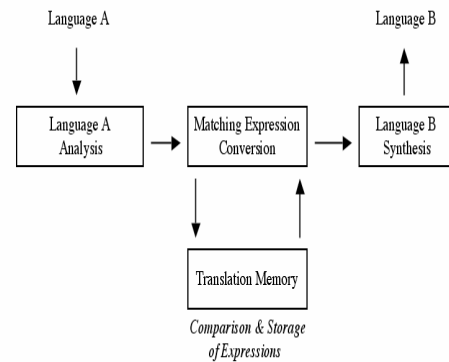 Language A
Language B
Language A
Analysis
Matching Expression
Conversion
Language B
Synthesis
Translation Memory
Comparison & Storage
of Expressions